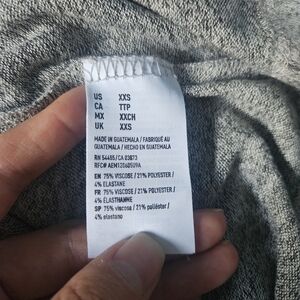 US XXS
CA TTP
MX XXCH
UK XXS
MADE IN GUATEMALA / FABRIQUÉ AU
GUATEMALA / HECHO EN GUATEMALA
RN 54485/CA 03873
EN 75% VISCOSE / 21% POLYESTER /
4% ELASTANE
FR 75% VISCOSE / 21% POLYESTER /
4% ÉLASTHANNE
SP 75% viscosa / 21% poliéster /
4% elastano